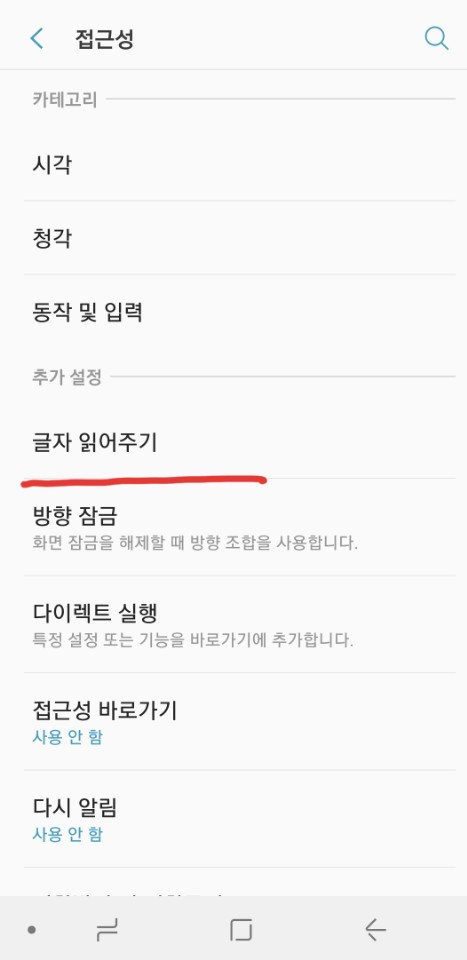 접근성
카테고리
시각
청각
동작 및 입력
추가 설정
글자 읽어주기
방향 잠금
화면 잠금을 해제할 때 방향 조합을 사용합니다.
다이렉트 실행
특정 설정 또는 기능을 바로가기에 추가합니다.
접근성 바로가기
사용 안 함
다시 알림
사용 안 함